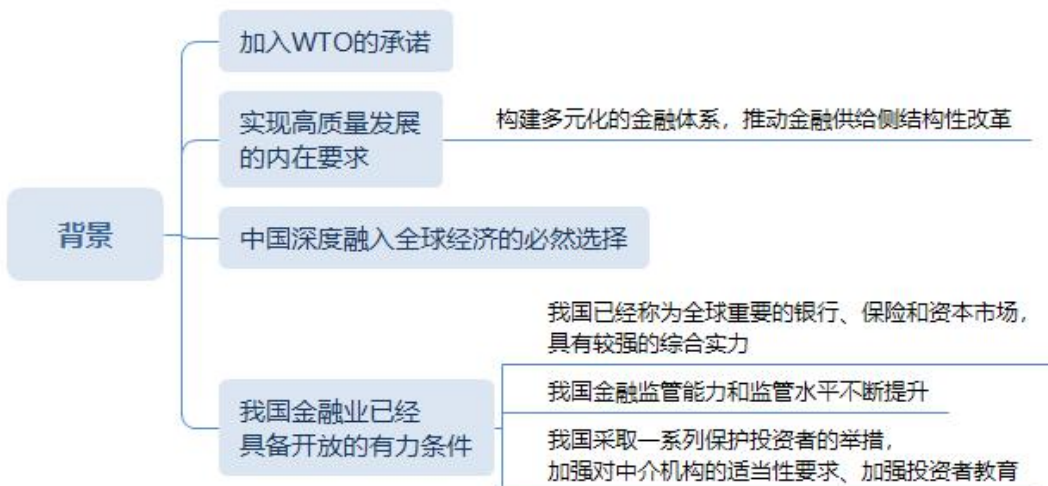 背景
加入WTO的承诺
实现高质量发展
的内在要求
构建多元化的金融体系，推动金融供给侧结构性改革
中国深度融入全球经济的必然选择
我国金融业已经
具备开放的有力条件
我国已经称为全球重要的银行、保险和资本市场，
具有较强的综合实力
我国金融监管能力和监管水平不断提升
我国采取一系列保护投资者的举措，
加强对中介机构的适当性要求、加强投资者教育